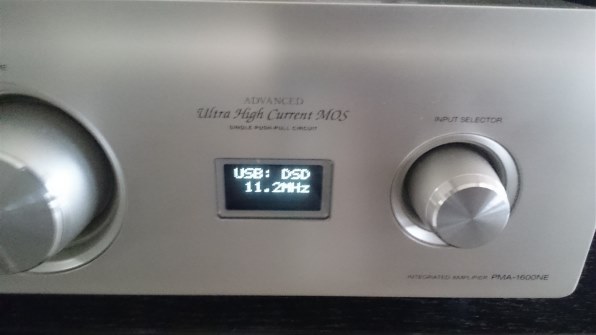 ADVANCED
Ultra High Current MOS
SINGLE PUSH-PULL CIRCUIT
INPUT SELECTOR
USB: DSD
11.2MHz
INTEGRATED AMPLIFIER PMA-1600NE